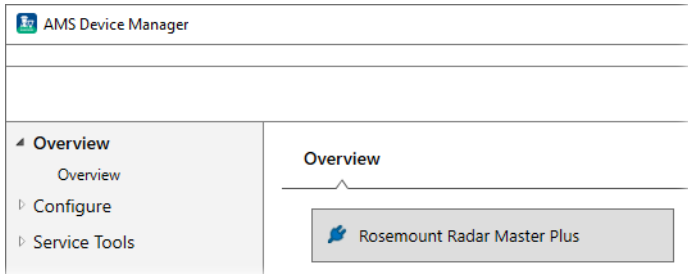 AMS Device Manager
Overview
Overview
Configure
Service Tools
Overview
Rosemount Radar Master Plus